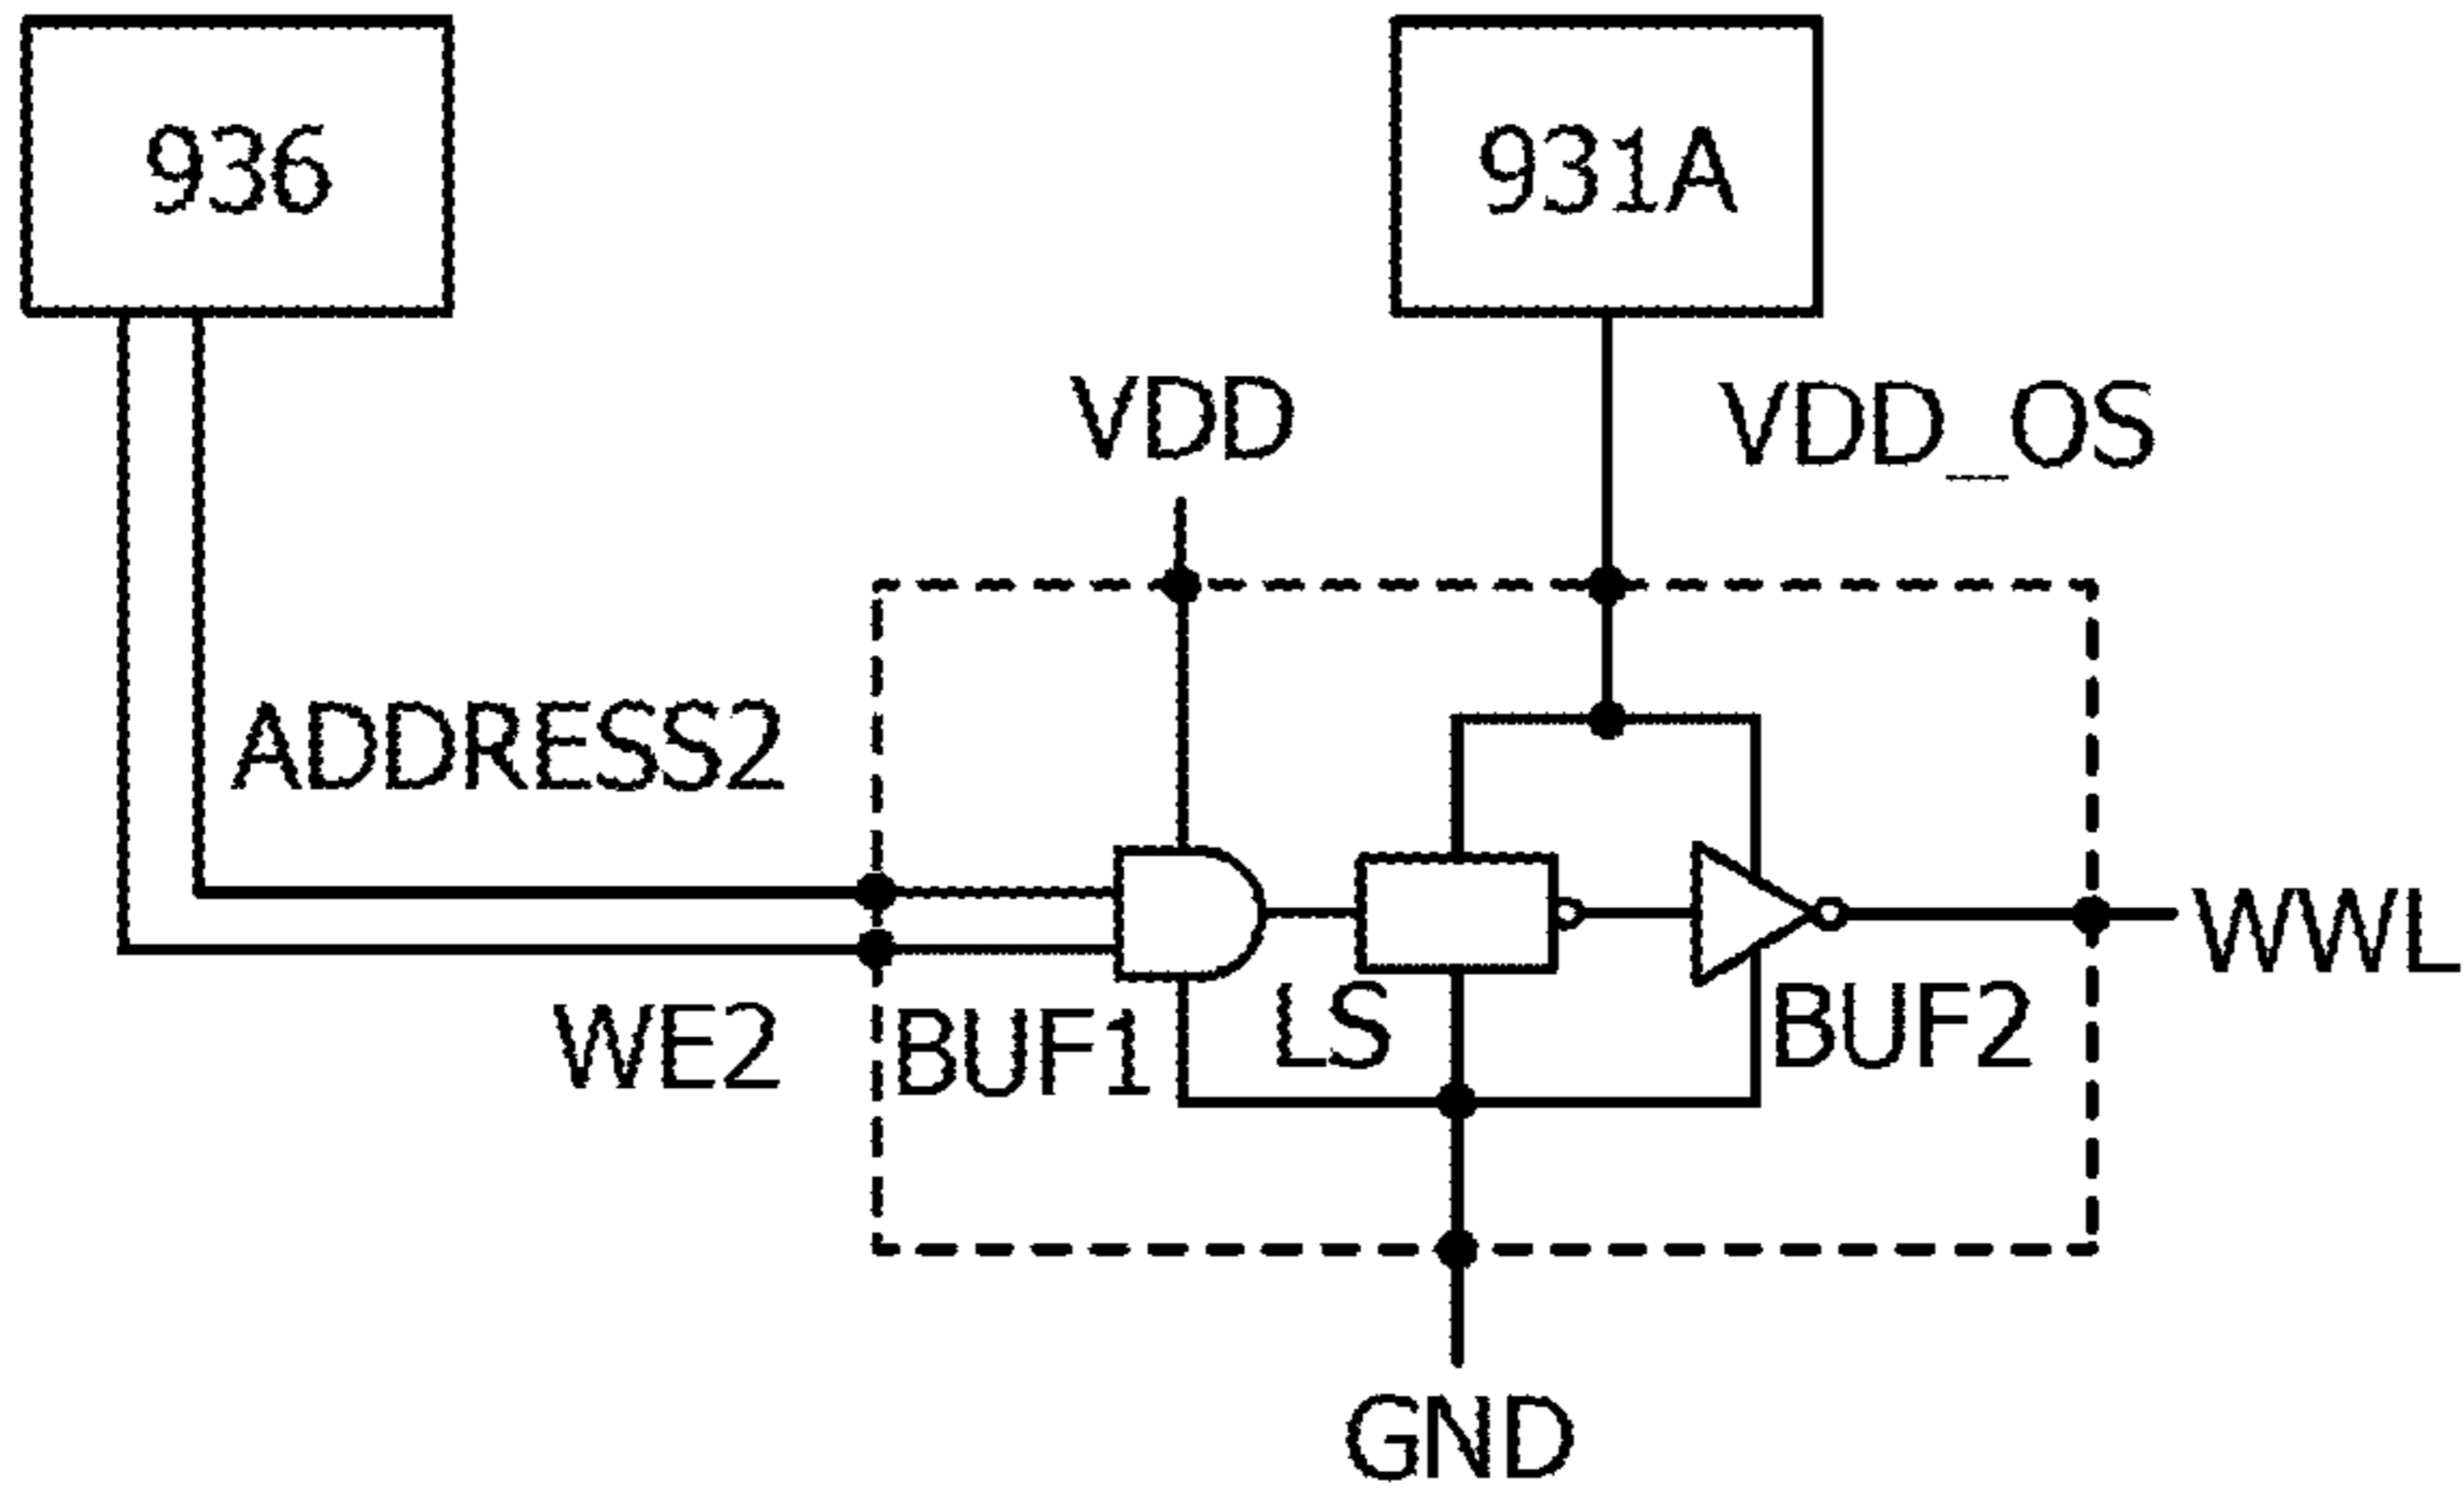 936
931A
VDD
VDD_OS
ADDRESS2
WWL
WE2
BUF1
LS
BUF2
GND